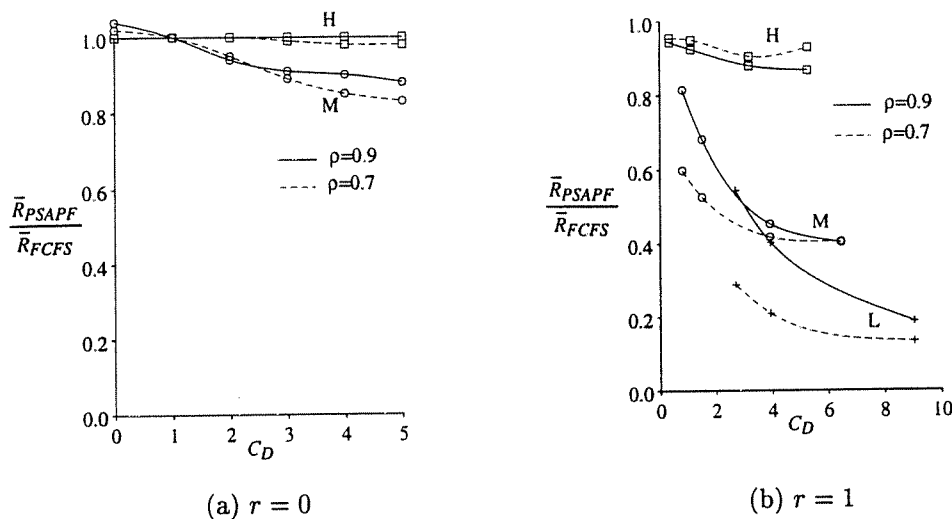 H
1.0
0.8
0.6
0.4
0.2
0.0
M
ρ=0.9
ρ=0.7
R̄PSAPF
R̄FCFS
0 1 2 3 4 5
CD
(a) r = 0
H
1.0
0.8
0.6
0.4
0.2
0.0
ρ=0.9
ρ=0.7
R̄PSAPF
R̄FCFS
M
L
0 2 4 6 8 10
CD
(b) r = 1